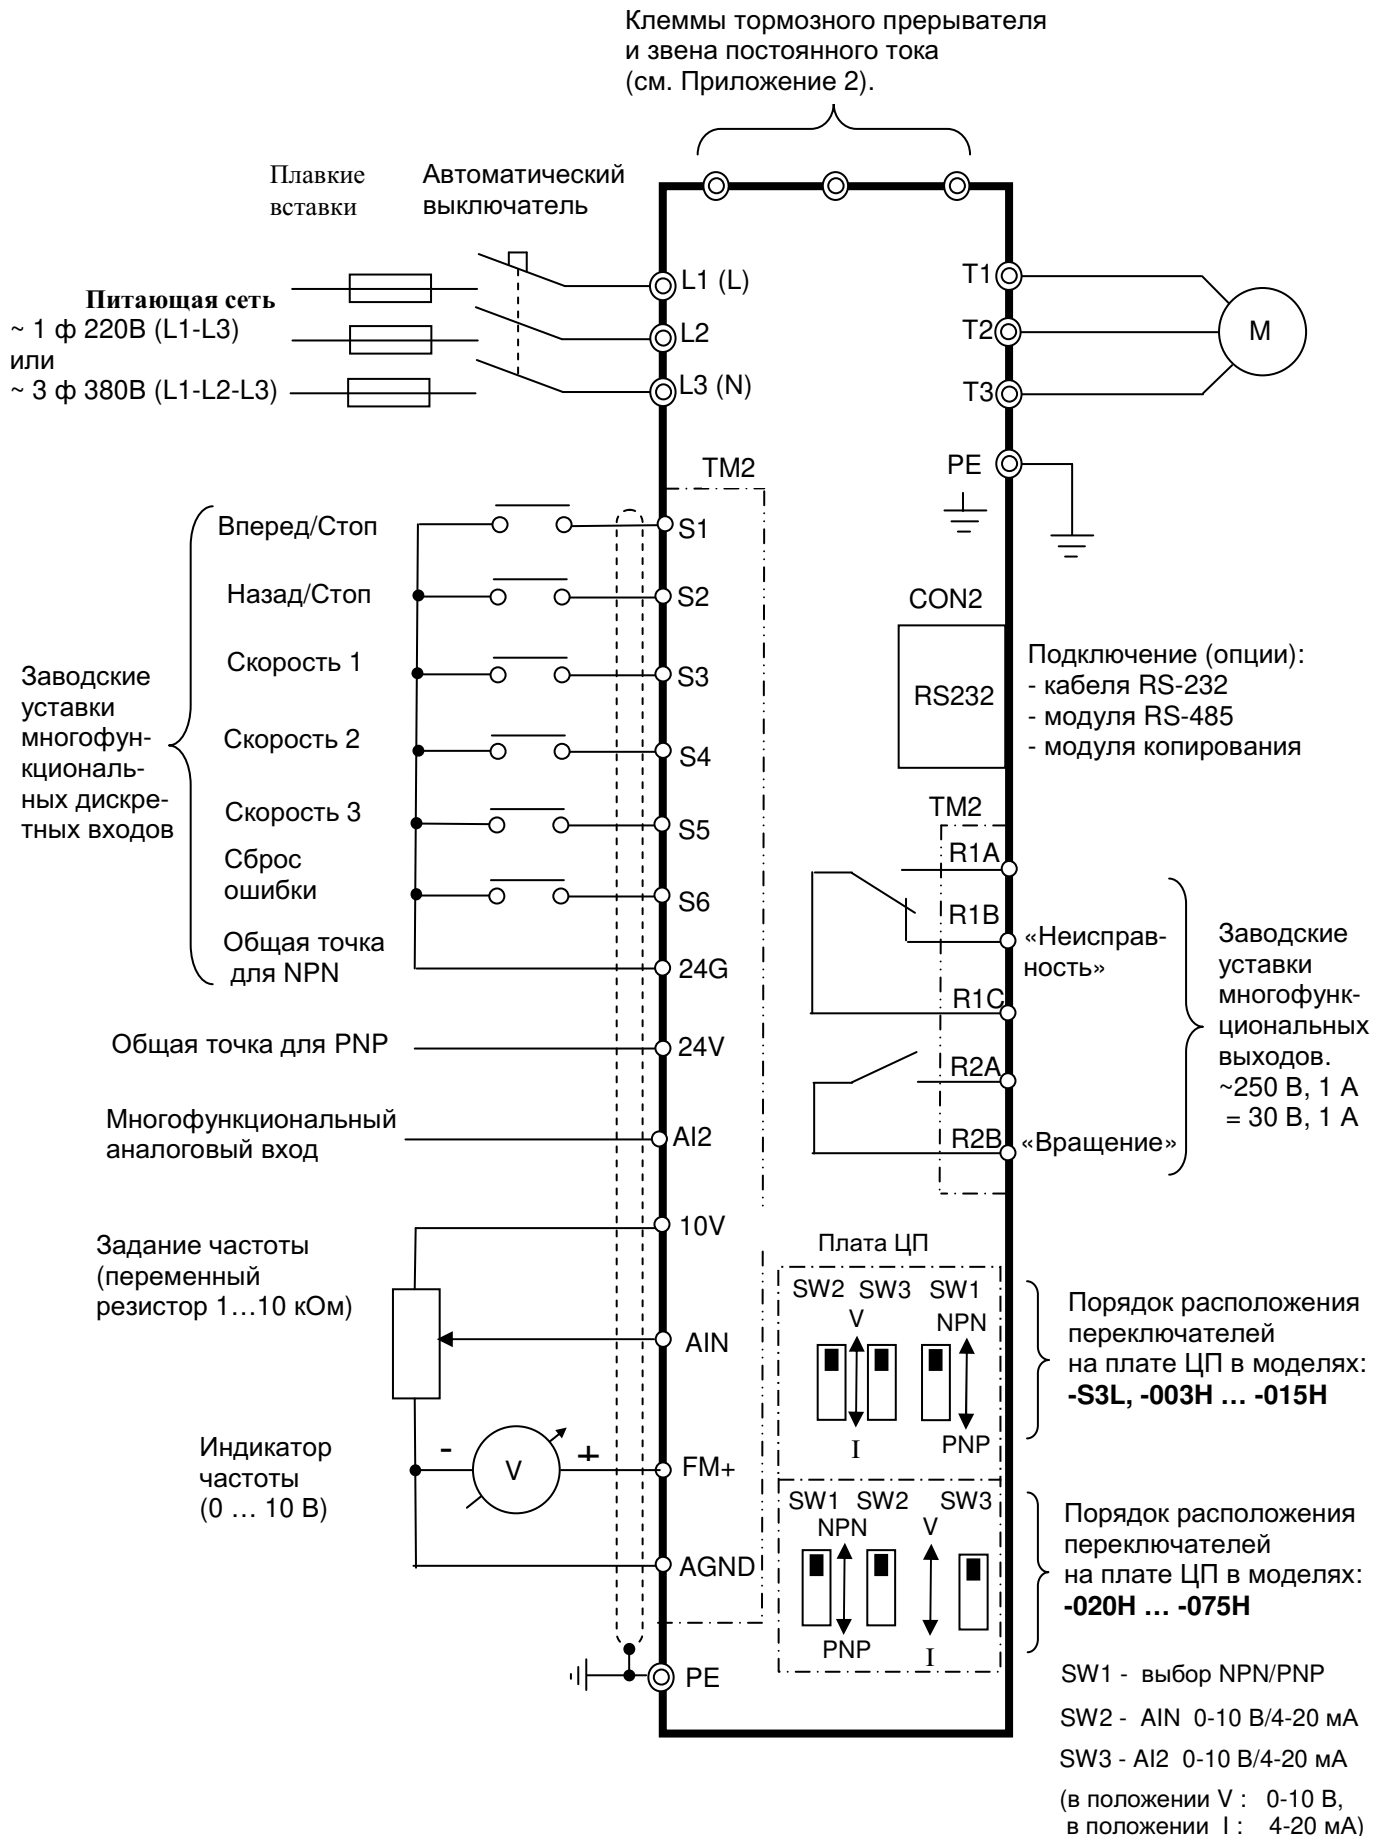 Клеммы тормозного прерывателя
и звена постоянного тока
(см. Приложение 2).
Плавкие
вставки
Автоматический
выключатель
Питающая сеть
~ 1 ф 220В (L1-L3)
или
~ 3 ф 380В (L1-L2-L3)
L1 (L)
L2
L3 (N)
T1
T2
T3
M
PE
TM2
Заводские
уставки
многофун-
кциональ-
ных дискре-
тных входов
Вперед/Стоп
S1
Назад/Стоп
S2
Скорость 1
S3
Скорость 2
S4
Скорость 3
S5
Сброс
ошибки
S6
Общая точка
для NPN
24G
Общая точка для PNP
24V
Многофункциональный
аналоговый вход
AI2
10V
Задание частоты
(переменный
резистор 1…10 кОм)
AIN
Индикатор
частоты
(0 … 10 В)
-
V
+
FM+
AGND
PE
CON2
RS232
Подключение (опции):
- кабеля RS-232
- модуля RS-485
- модуля копирования
TM2
R1A
R1B
R1C
R2A
R2B
«Неисправ-
ность»
«Вращение»
Заводские
уставки
многофунк-
циональных
выходов.
~250 В, 1 А
= 30 В, 1 А
Плата ЦП
SW2 SW3 SW1
V NPN
I PNP
Порядок расположения
переключателей
на плате ЦП в моделях:
-S3L, -003H … -015H
SW1 SW2 SW3
NPN V
PNP I
Порядок расположения
переключателей
на плате ЦП в моделях:
-020H … -075H
SW1 - выбор NPN/PNP
SW2 - AIN 0-10 В/4-20 мА
SW3 - AI2 0-10 В/4-20 мА
(в положении V : 0-10 В,
в положении I : 4-20 мА)